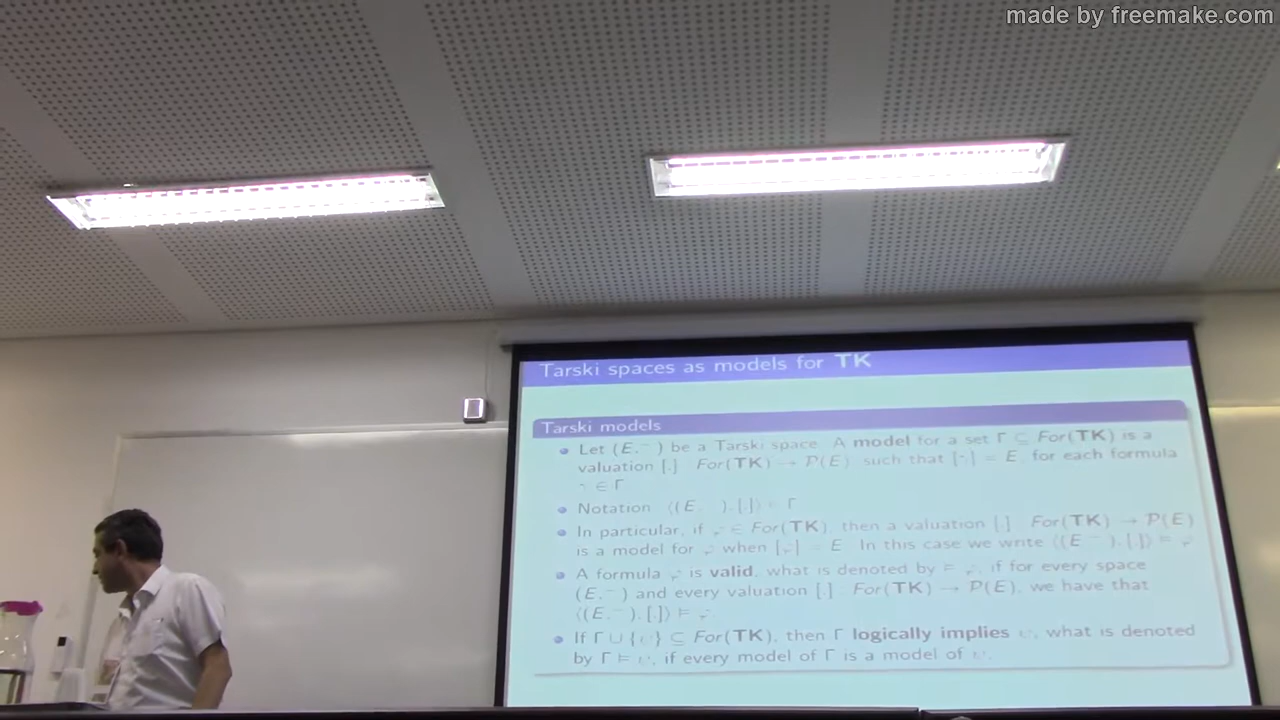 made by freemake.com
Tarski spaces as models for TK
Tarski models
Let (E, ‾) be a Tarski space. A model for a set Γ ⊆ For(TK) is a
valuation [.] : For(TK) → P(E) such that [γ] = E, for each formula
γ ∈ Γ
Notation ⟨(E, ‾), [.]⟩ ⊨ Γ
In particular, if ∈ For(TK), then a valuation [.] : For(TK) → P(E)
is a model for when [ ] = E. In this case we write ⟨(E, ‾), [.]⟩ ⊨
A formula is valid, what is denoted by ⊨ , if for every space
(E, ‾) and every valuation [.] : For(TK) → P(E), we have that
⟨(E, ‾), [.]⟩ ⊨
If Γ ∪ { } ⊆ For(TK), then Γ logically implies , what is denoted
by Γ ⊨ , if every model of Γ is a model of .